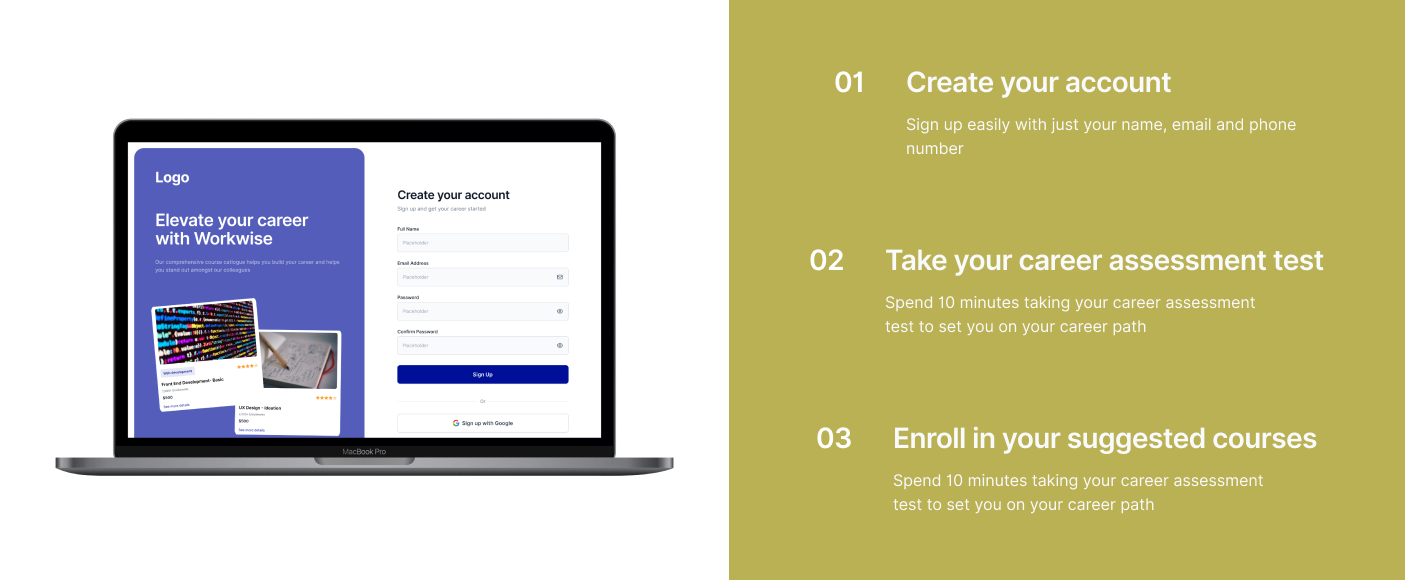 Logo
Elevate your career
with Workwise
Our comprehensive course catlogue helps you build your career and helps
you stand out amongst our colleagues
Web development
Front End Development- Basic
$500
See more details
UX Design - Ideation
$500
See more details
Create your account
Sign up and get your career started
Full Name
Placeholder
Email Address
Placeholder
Password
Placeholder
Confirm Password
Placeholder
Sign Up
Or
Sign up with Google
MacBook Pro
01 Create your account
Sign up easily with just your name, email and phone
number
02 Take your career assessment test
Spend 10 minutes taking your career assessment
test to set you on your career path
03 Enroll in your suggested courses
Spend 10 minutes taking your career assessment
test to set you on your career path